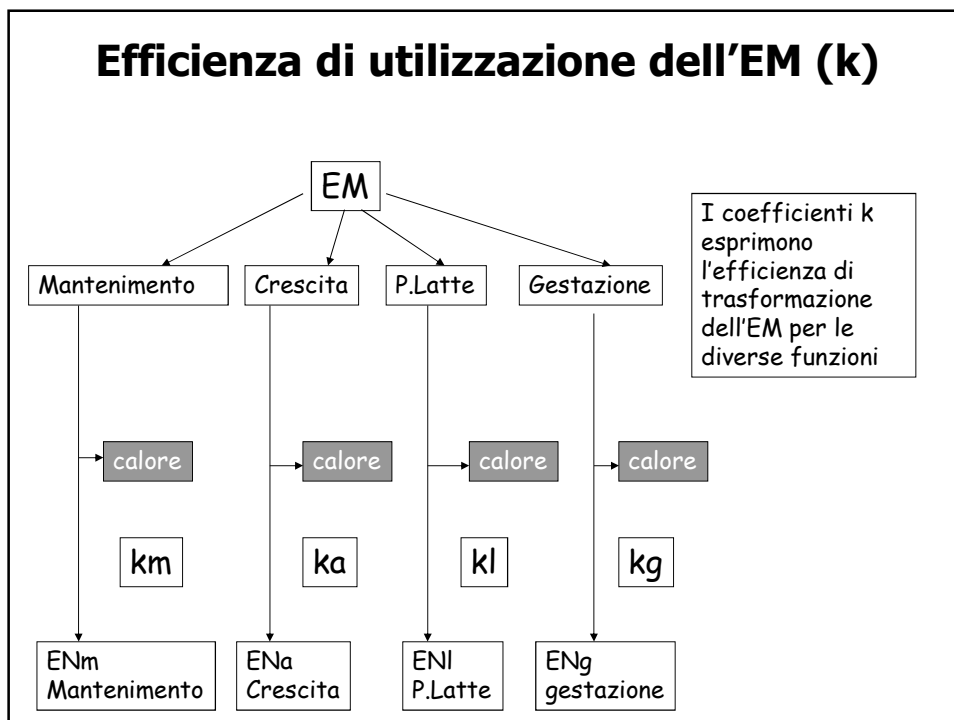 Efficienza di utilizzazione dell’EM (k)
EM
I coefficienti k
esprimono
l’efficienza di
trasformazione
dell’EM per le
diverse funzioni
Mantenimento
Crescita
P.Latte
Gestazione
calore
calore
calore
calore
km
ka
kl
kg
ENm
Mantenimento
ENa
Crescita
ENl
P.Latte
ENg
gestazione